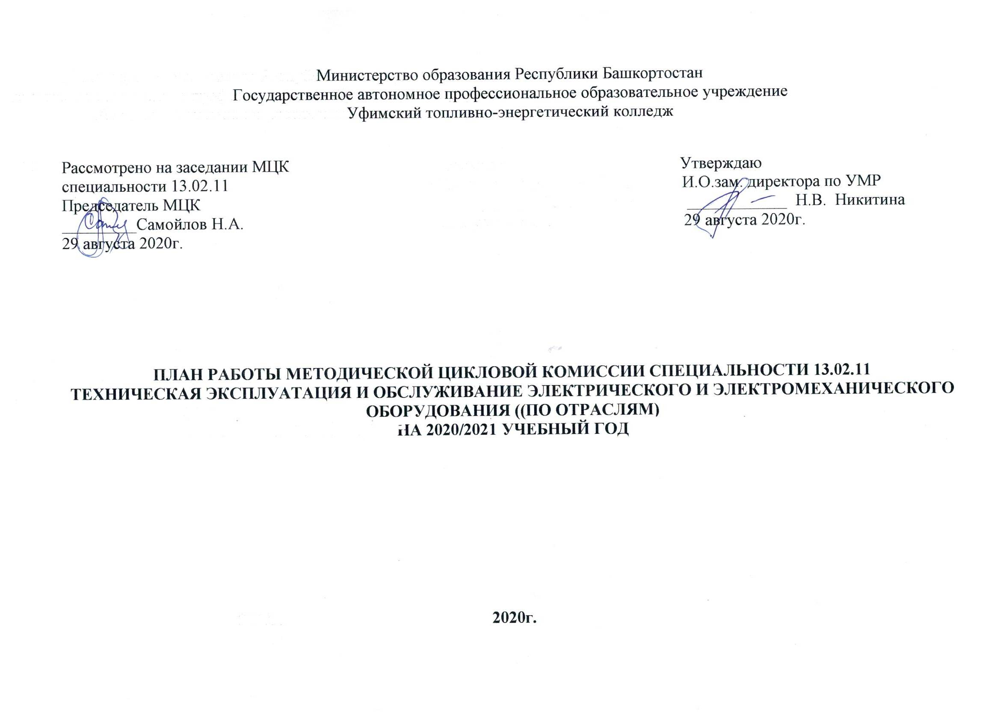 Министерство образования Республики Башкортостан
Государственное автономное профессиональное образовательное учреждение
Уфимский топливно-энергетический колледж
Рассмотрено на заседании МЦК
специальности 13.02.11
Председатель МЦК
_________Самойлов Н.А.
29 августа 2020г.
Утверждаю
И.О.зам. директора по УМР
____________ Н.В. Никитина
29 августа 2020г.
ПЛАН РАБОТЫ МЕТОДИЧЕСКОЙ ЦИКЛОВОЙ КОМИССИИ СПЕЦИАЛЬНОСТИ 13.02.11
ТЕХНИЧЕСКАЯ ЭКСПЛУАТАЦИЯ И ОБСЛУЖИВАНИЕ ЭЛЕКТРИЧЕСКОГО И ЭЛЕКТРОМЕХАНИЧЕСКОГО
ОБОРУДОВАНИЯ ((ПО ОТРАСЛЯМ)
НА 2020/2021 УЧЕБНЫЙ ГОД
2020г.